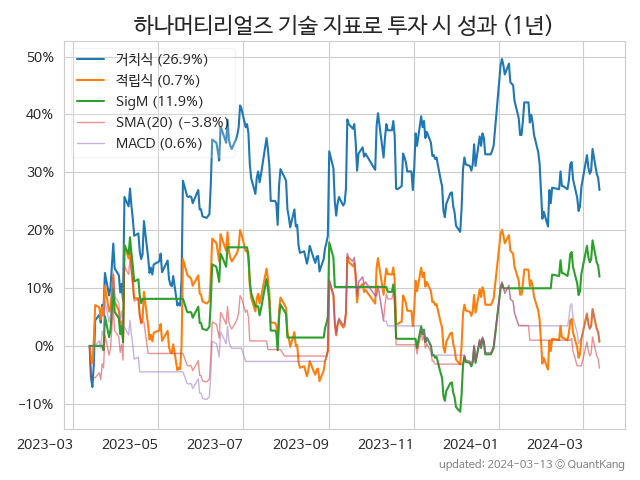 하나머티리얼즈 기술 지표로 투자 시 성과 (1년)
50%
40%
30%
20%
10%
0%
−10%
거치식 (26.9%)
적립식 (0.7%)
SigM (11.9%)
SMA(20) (−3.8%)
MACD (0.6%)
2023-03
2023-05
2023-07
2023-09
2023-11
2024-01
2024-03
updated: 2024-03-13 ⓒ QuantKang